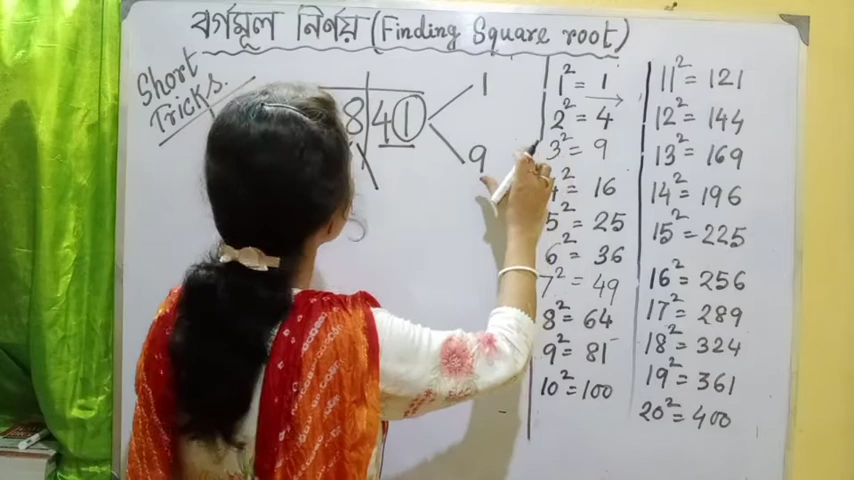 বর্গমূল নির্ণয় (Finding Square root)
Short
Tricks.
8 41 1
9
1² = 1
2² = 4
3² = 9
4² = 16
5² = 25
6² = 36
7² = 49
8² = 64
9² = 81
10² = 100
11² = 121
12² = 144
13² = 169
14² = 196
15² = 225
16² = 256
17² = 289
18² = 324
19² = 361
20² = 400